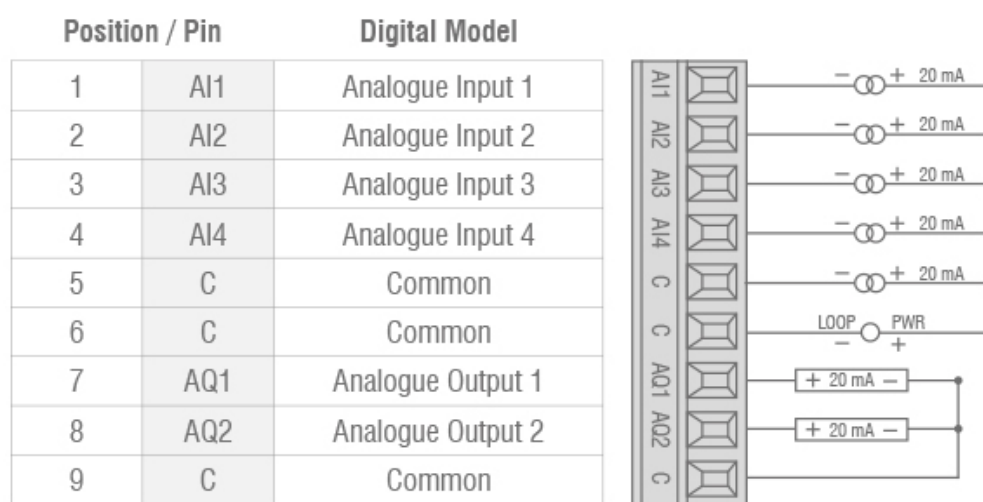 Position / Pin Digital Model
1 AI1 Analogue Input 1
2 AI2 Analogue Input 2
3 AI3 Analogue Input 3
4 AI4 Analogue Input 4
5 C Common
6 C Common
7 AQ1 Analogue Output 1
8 AQ2 Analogue Output 2
9 C Common
AI1 − + 20 mA
AI2 − + 20 mA
AI3 − + 20 mA
AI4 − + 20 mA
C − + 20 mA
C LOOP PWR
− +
AQ1 + 20 mA −
AQ2 + 20 mA −
C